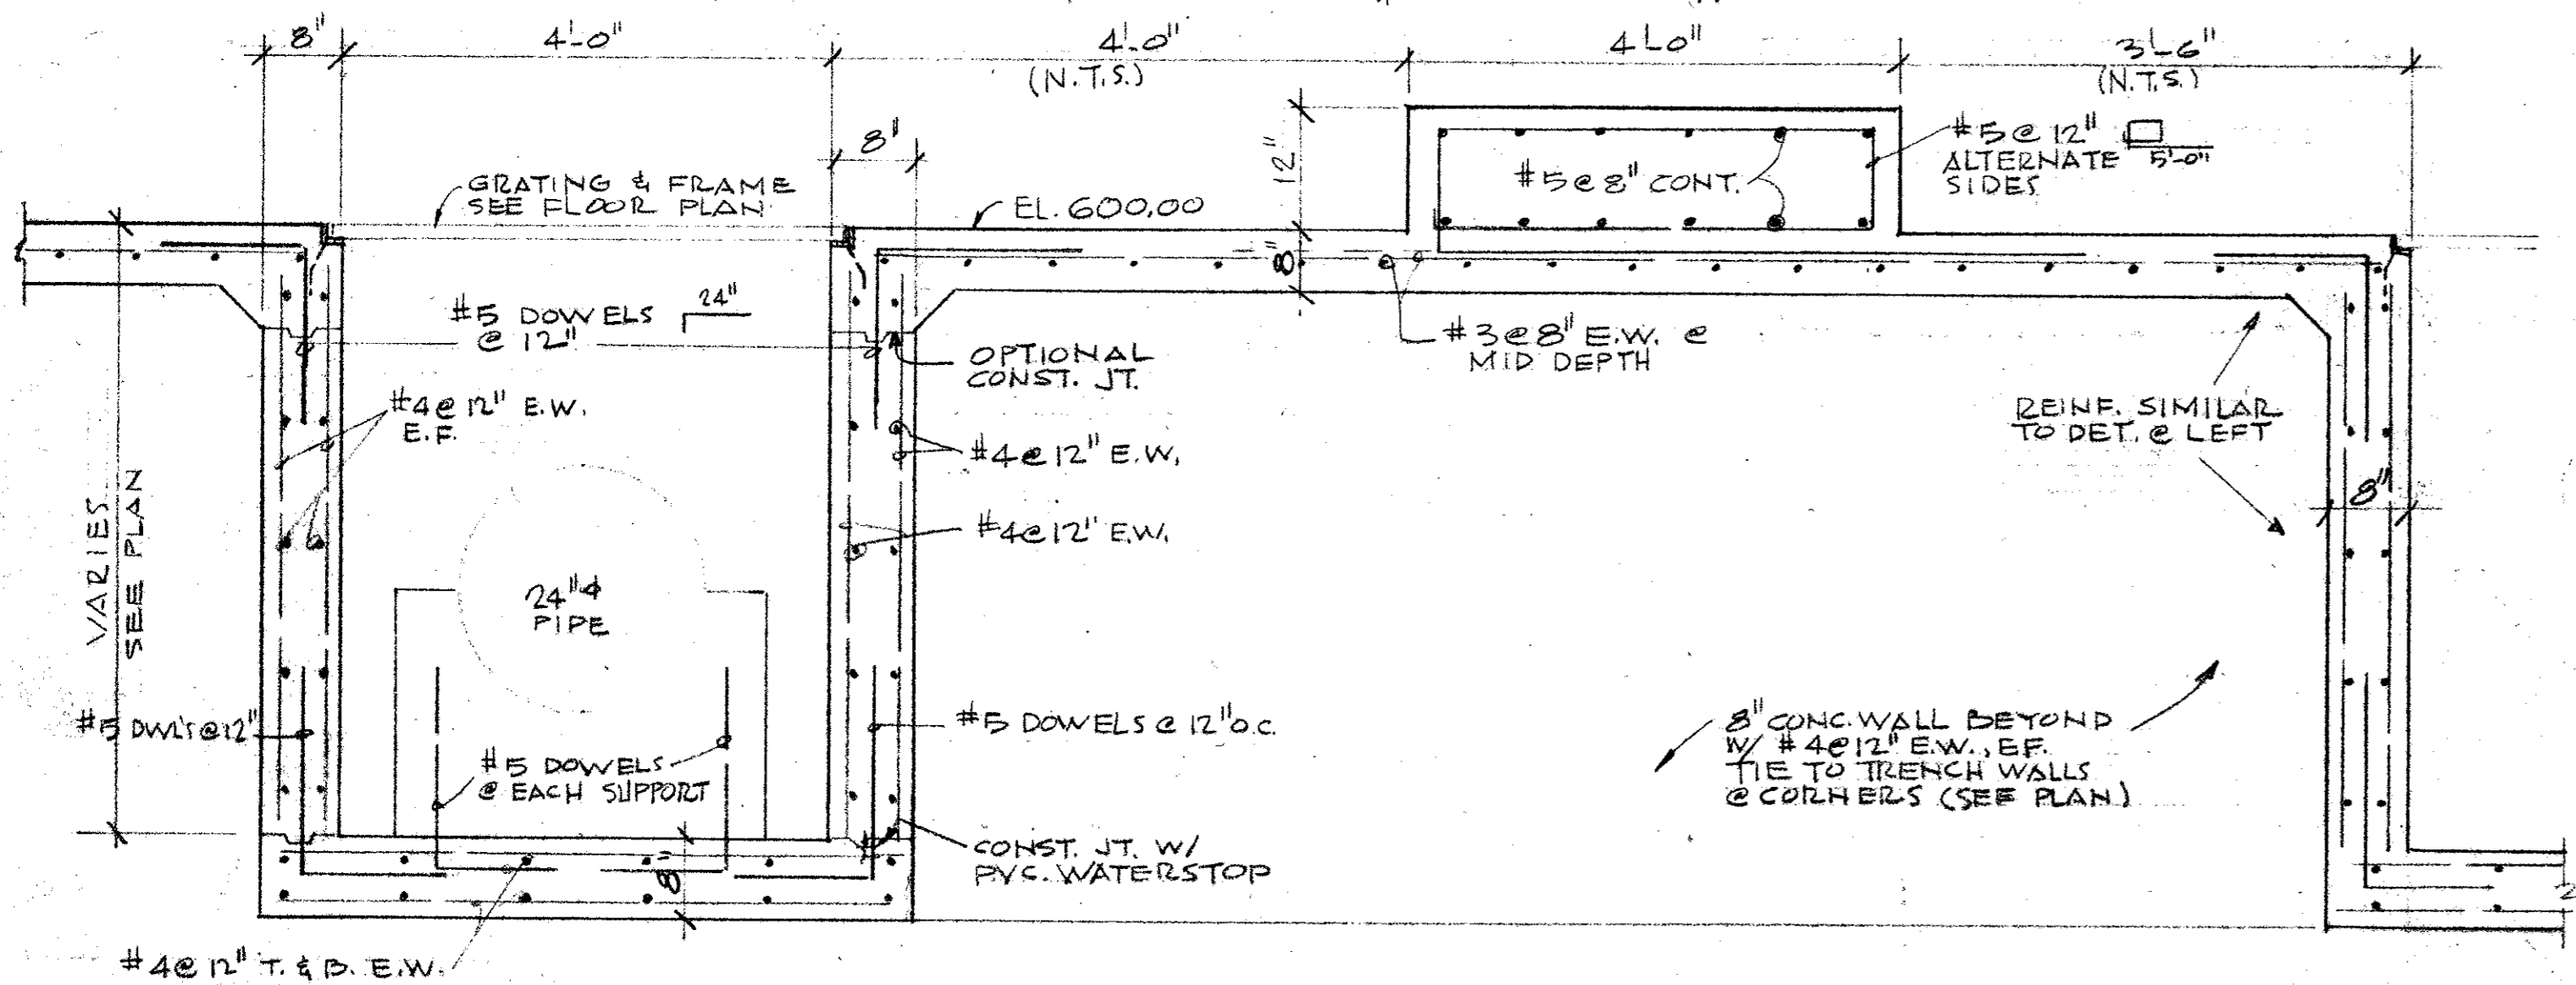 8"
4'-0"
4'-0"
(N.T.S.)
4'-0"
3'-6"
(N.T.S.)
8"
12"
GRATING & FRAME
SEE FLOOR PLAN
EL. 600.00
#5 @ 8" CONT.
#5 @ 12"
ALTERNATE
SIDES
5'-0"
8"
#5 DOWELS
@ 12"
24"
OPTIONAL
CONST. JT.
#3 @ 8" E.W. @
MID DEPTH
#4 @ 12" E.W.
E.F.
#4 @ 12" E.W.
REINF. SIMILAR
TO DET. @ LEFT
VARIES
SEE PLAN
#4 @ 12" E.W.
8"
24"ϕ
PIPE
#5 DWL'S @ 12"
#5 DOWELS
@ EACH SUPPORT
#5 DOWELS @ 12" O.C.
8" CONC. WALL BEYOND
W/ #4 @ 12" E.W., E.F.
TIE TO TRENCH WALLS
@ CORNERS (SEE PLAN)
CONST. JT. W/
PVC. WATERSTOP
8"
#4 @ 12" T. & B. E.W.